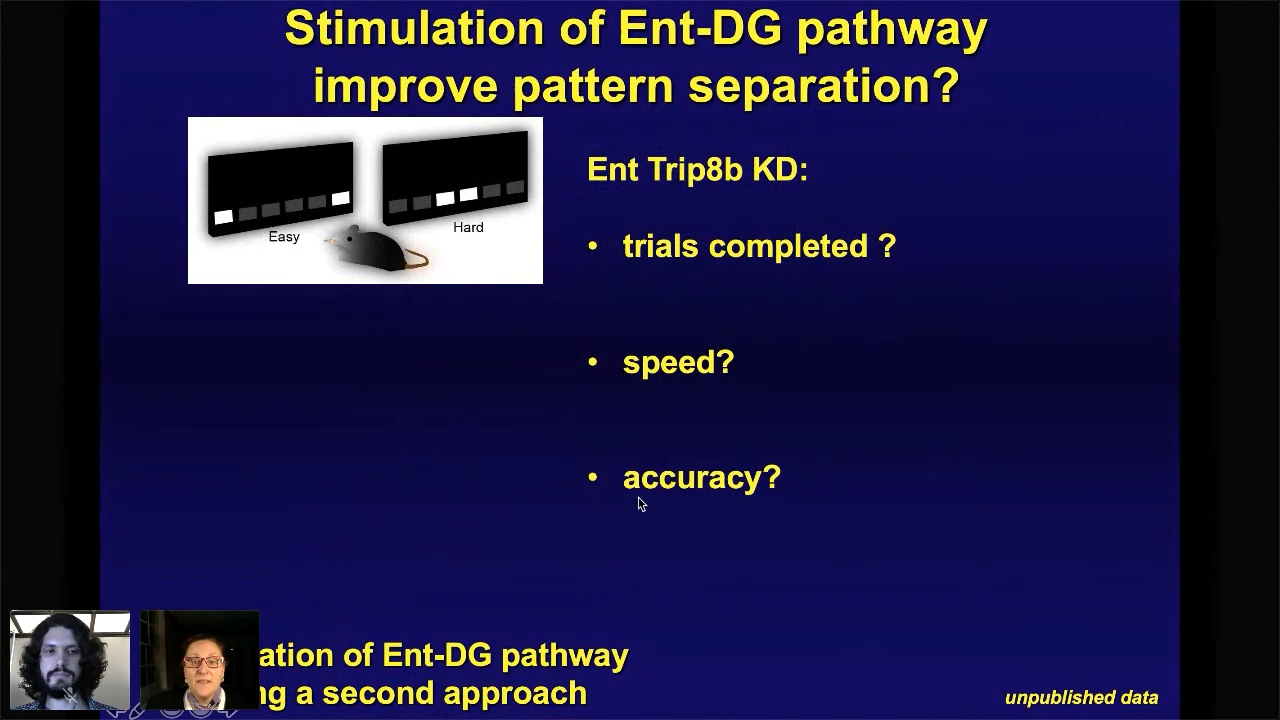 Stimulation of Ent-DG pathway
improve pattern separation?
Easy
Hard
Ent Trip8b KD:
• trials completed ?
• speed?
• accuracy?
ation of Ent-DG pathway
ng a second approach
unpublished data